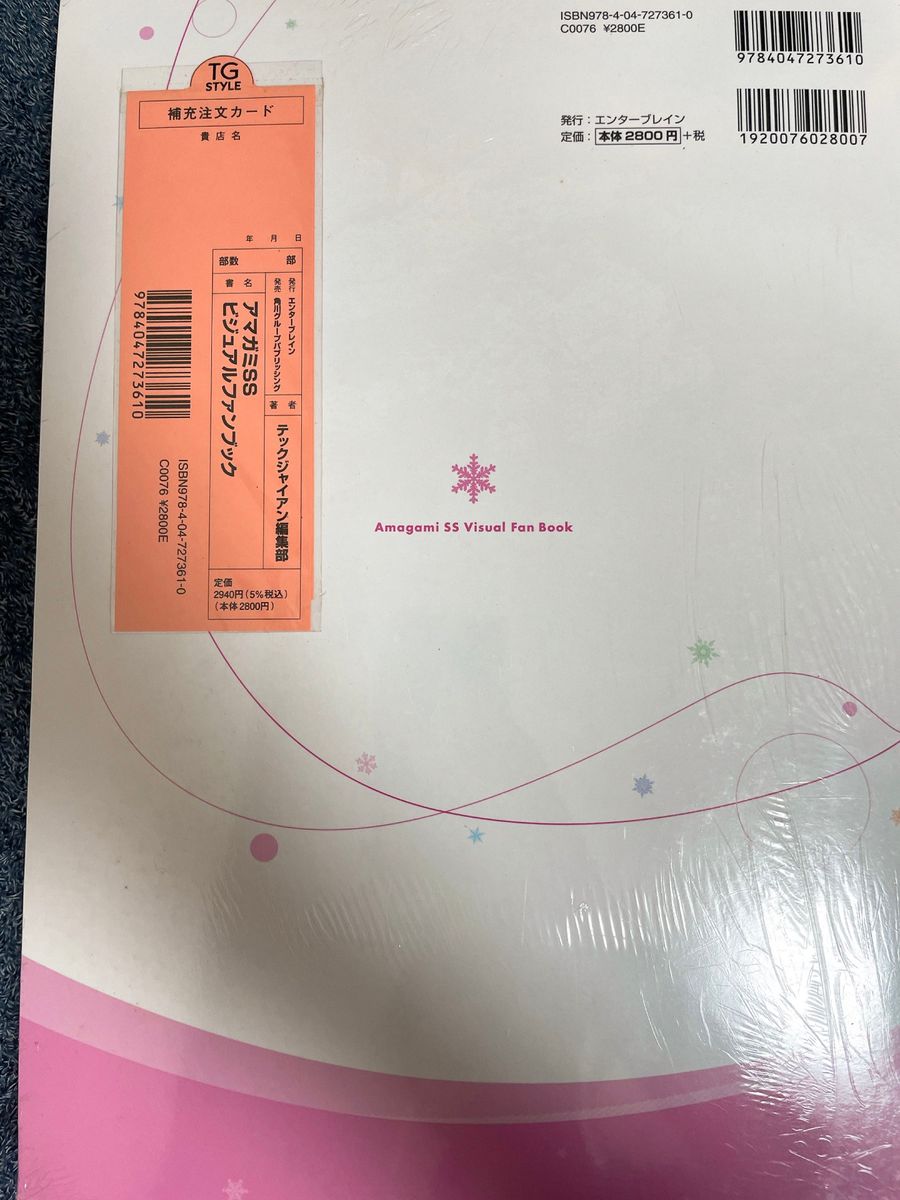 ISBN978-4-04-727361-0
C0076 ¥2800E
9784047273610
発行：エンターブレイン
定価：本体2800円+税
1920076028007
TG
STYLE
補充注文カード
貴店名
年 月 日
部数 部
書名
アマガミSS
ビジュアルファンブック
発行 エンターブレイン
発売 角川グループパブリッシング
著者
テックジャイアン編集部
定価
2940円(5%税込)
(本体2800円)
9784047273610
ISBN978-4-04-727361-0
C0076 ¥2800E
Amagami SS Visual Fan Book